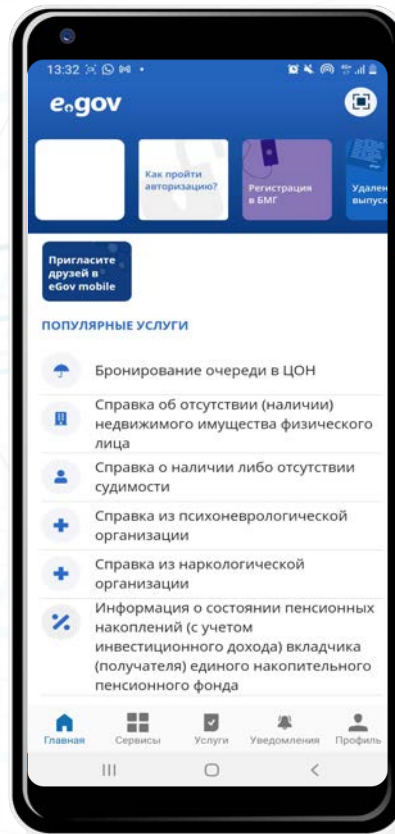 13:32
eGov
Как пройти
авторизацию?
Регистрация
в БМГ
Удален
выпуск
Пригласите
друзей в
eGov mobile
ПОПУЛЯРНЫЕ УСЛУГИ
Бронирование очереди в ЦОН
Справка об отсутствии (наличии)
недвижимого имущества физического
лица
Справка о наличии либо отсутствии
судимости
Справка из психоневрологической
организации
Справка из наркологической
организации
Информация о состоянии пенсионных
накоплений (с учетом
инвестиционного дохода) вкладчика
(получателя) единого накопительного
пенсионного фонда
Главная
Сервисы
Услуги
Уведомления
Профиль